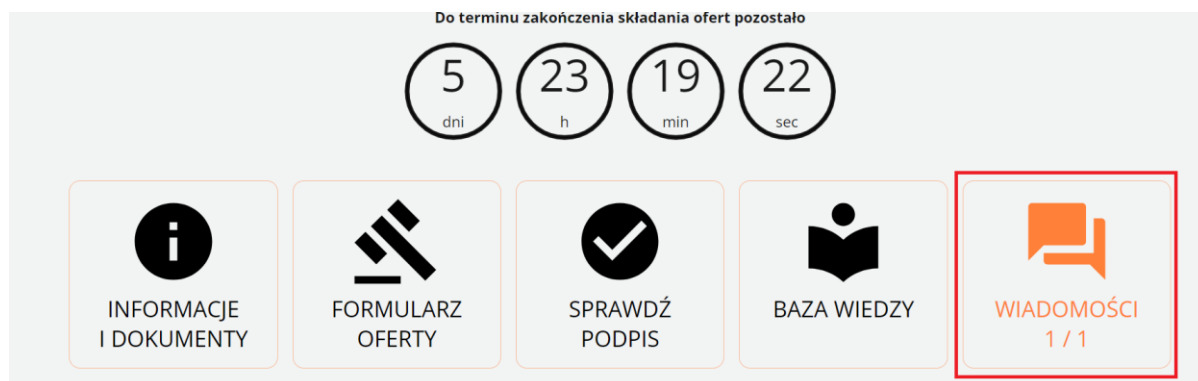 Do terminu zakończenia składania ofert pozostało
5 23 19 22
dni h min sec
INFORMACJE
I DOKUMENTY
FORMULARZ
OFERTY
SPRAWDŹ
PODPIS
BAZA WIEDZY
WIADOMOŚCI
1 / 1